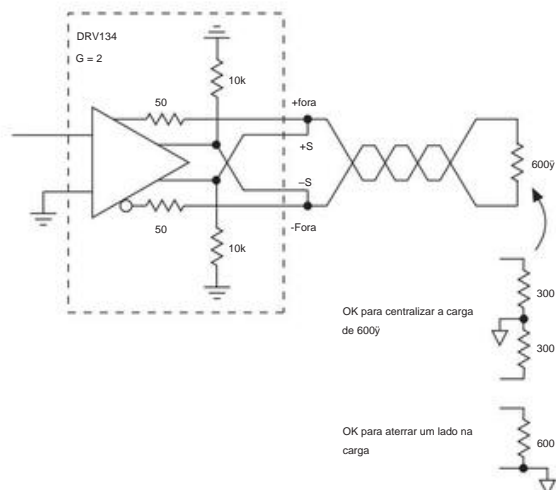 DRV134
G = 2
10k
50
+fora
+S
600ÿ
–S
-Fora
50
10k
300
OK para centralizar a carga
de 600ÿ
300
OK para aterrar um lado na
carga
600